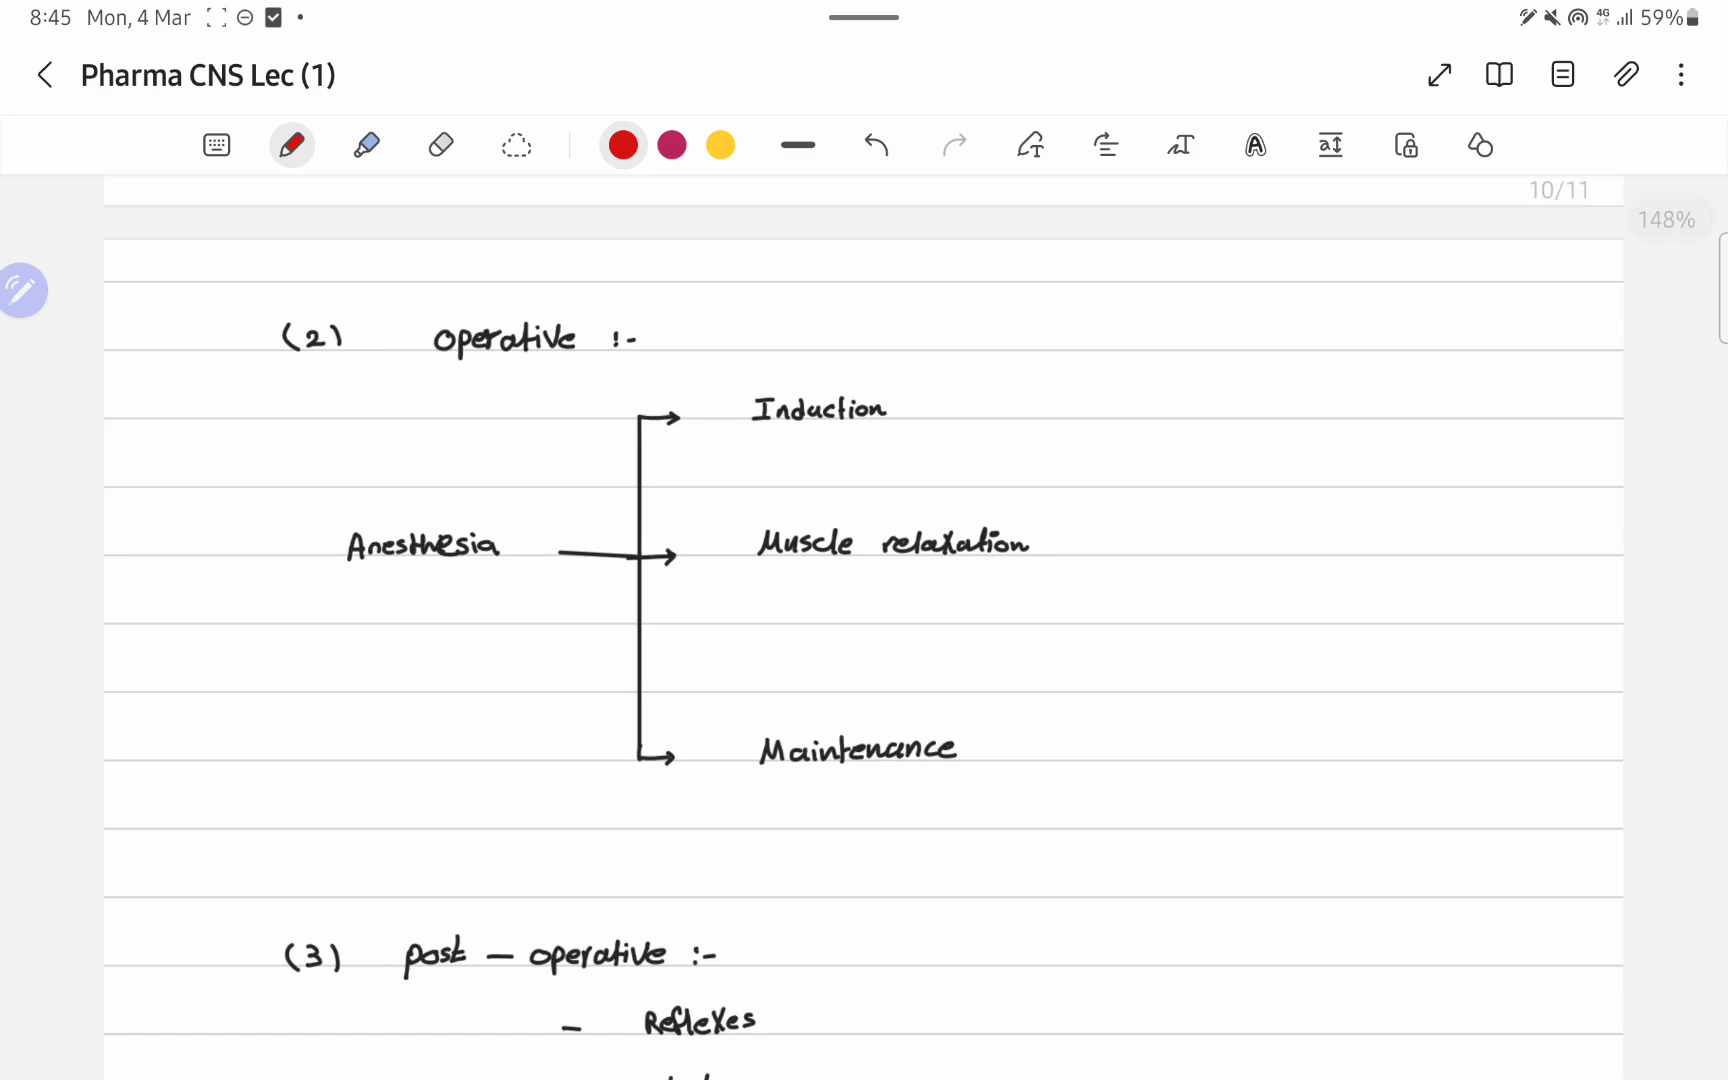 8:45 Mon, 4 Mar 4G 59%
Pharma CNS Lec (1)
10/11
148%
(2) operative :-
Induction
Anesthesia
Muscle relaxation
Maintenance
(3) post - operative :-
- Reflexes